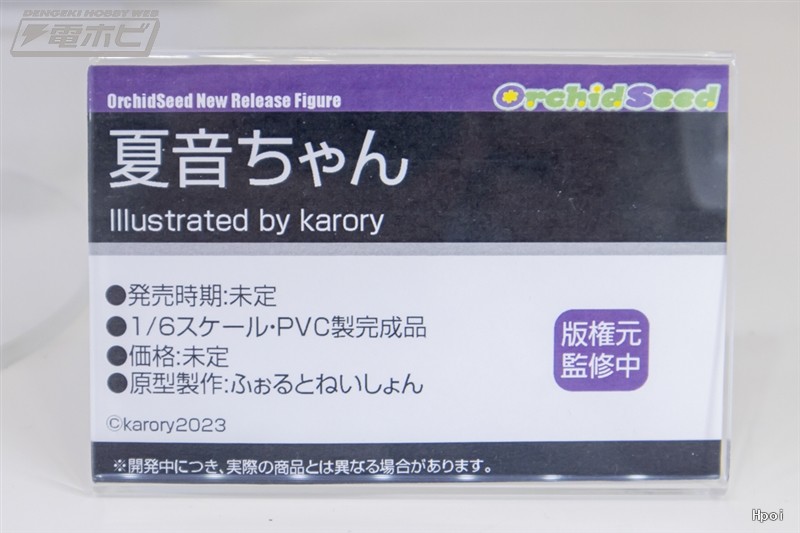 DENGEKI HOBBY WEB
電ホビ
OrchidSeed New Release Figure
OrchidSeed
夏音ちゃん
Illustrated by karory
●発売時期:未定
●1/6スケール・PVC製完成品
●価格:未定
●原型製作:ふぉるとねいしょん
版権元
監修中
©karory2023
※開発中につき、実際の商品とは異なる場合があります。
Hpoi